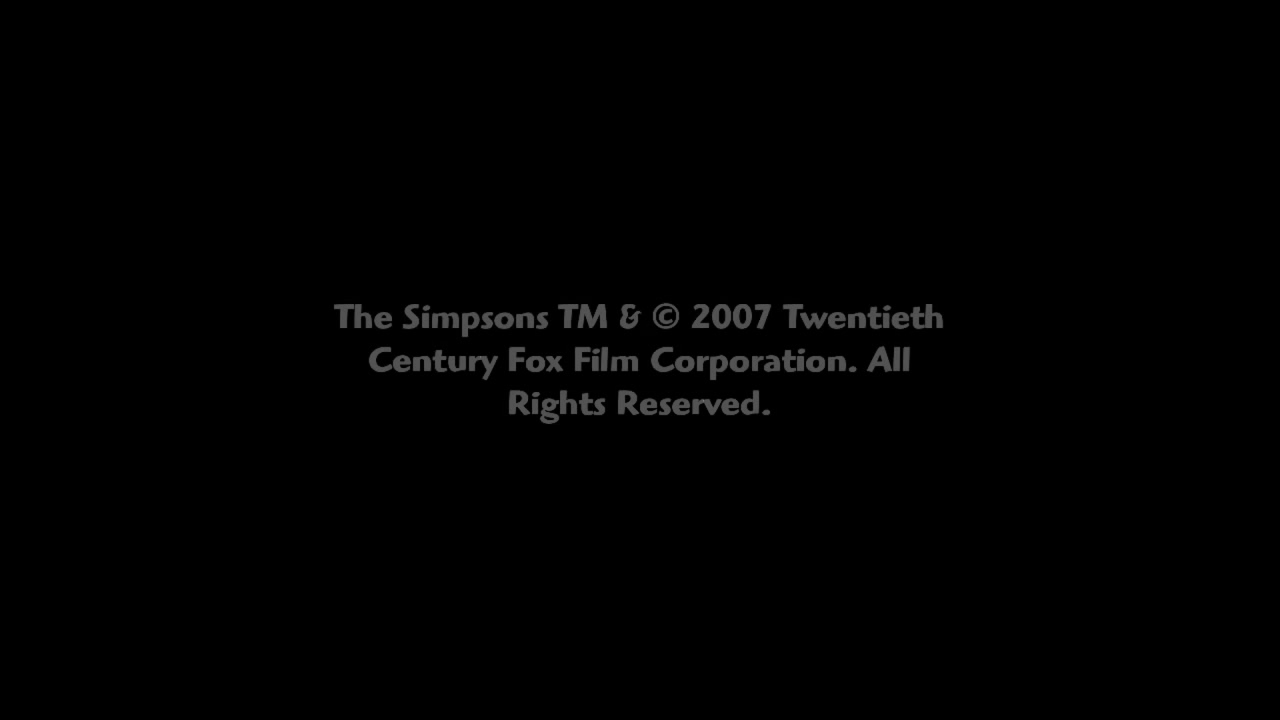 The Simpsons TM & © 2007 Twentieth
Century Fox Film Corporation. All
Rights Reserved.